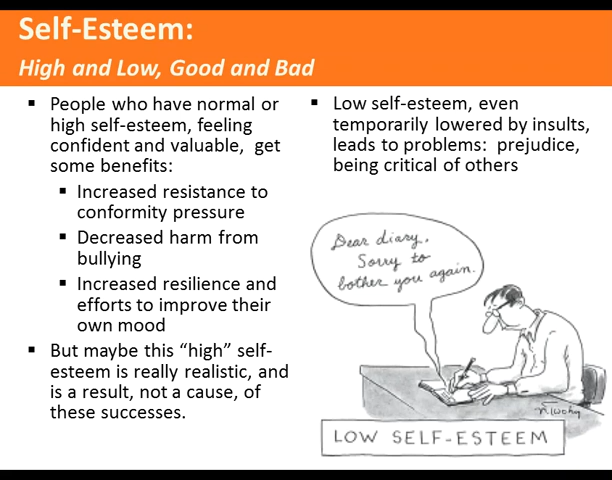 Self-Esteem:
High and Low, Good and Bad
▪ People who have normal or
high self-esteem, feeling
confident and valuable, get
some benefits:
▪ Increased resistance to
conformity pressure
▪ Decreased harm from
bullying
▪ Increased resilience and
efforts to improve their
own mood
▪ But maybe this “high” self-
esteem is really realistic, and
is a result, not a cause, of
these successes.
▪ Low self-esteem, even
temporarily lowered by insults,
leads to problems: prejudice,
being critical of others
Dear diary,
Sorry to
bother you again.
LOW SELF-ESTEEM